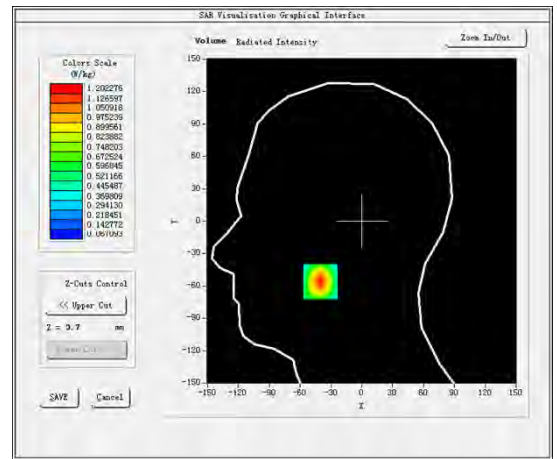 SAR Visualisation Graphical Interface
Volume Radiated Intensity
Zoom In/Out
Colors Scale
(W/kg)
1.202276
1.126597
1.050918
0.975239
0.899561
0.823882
0.748203
0.672524
0.596845
0.521166
0.445487
0.369809
0.294130
0.218451
0.142772
0.067093
Z-Cuts Control
<< Upper Cut
Z = 3.7 mm
SAVE
Cancel
150
120
90
60
30
0
-30
-60
-90
-120
-150
Y
-150 -120 -90 -60 -30 0 30 60 90 120 150
X